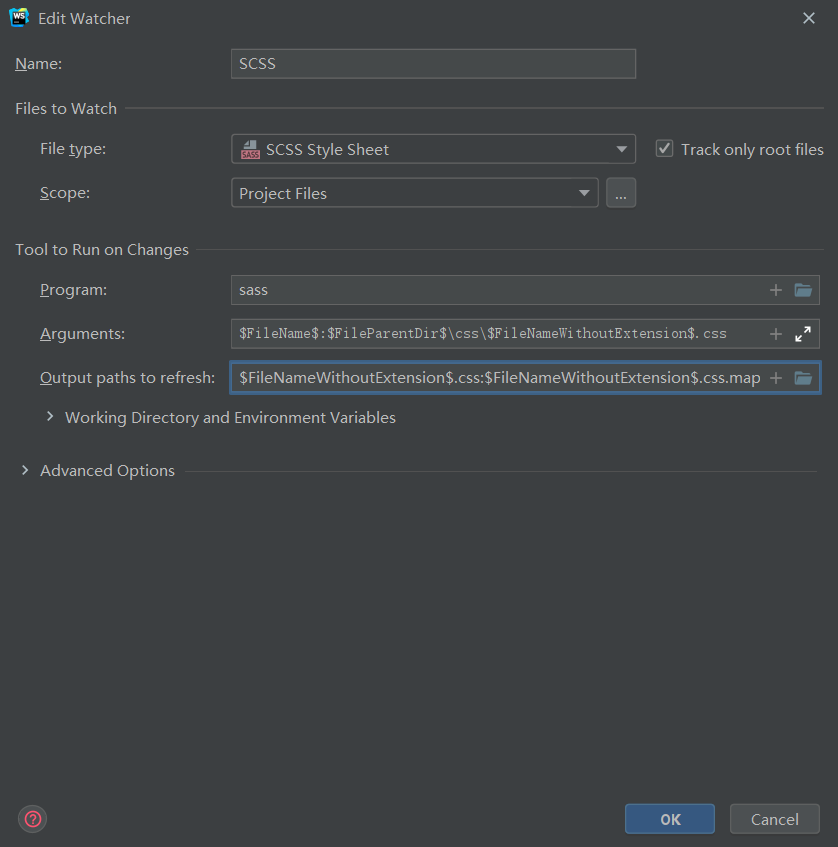 WS Edit Watcher
Name: SCSS
Files to Watch
File type: SASS SCSS Style Sheet Track only root files
Scope: Project Files ...
Tool to Run on Changes
Program: sass
Arguments: $FileName$:$FileParentDir$\css\$FileNameWithoutExtension$.css
Output paths to refresh: $FileNameWithoutExtension$.css:$FileNameWithoutExtension$.css.map
Working Directory and Environment Variables
Advanced Options
? OK Cancel